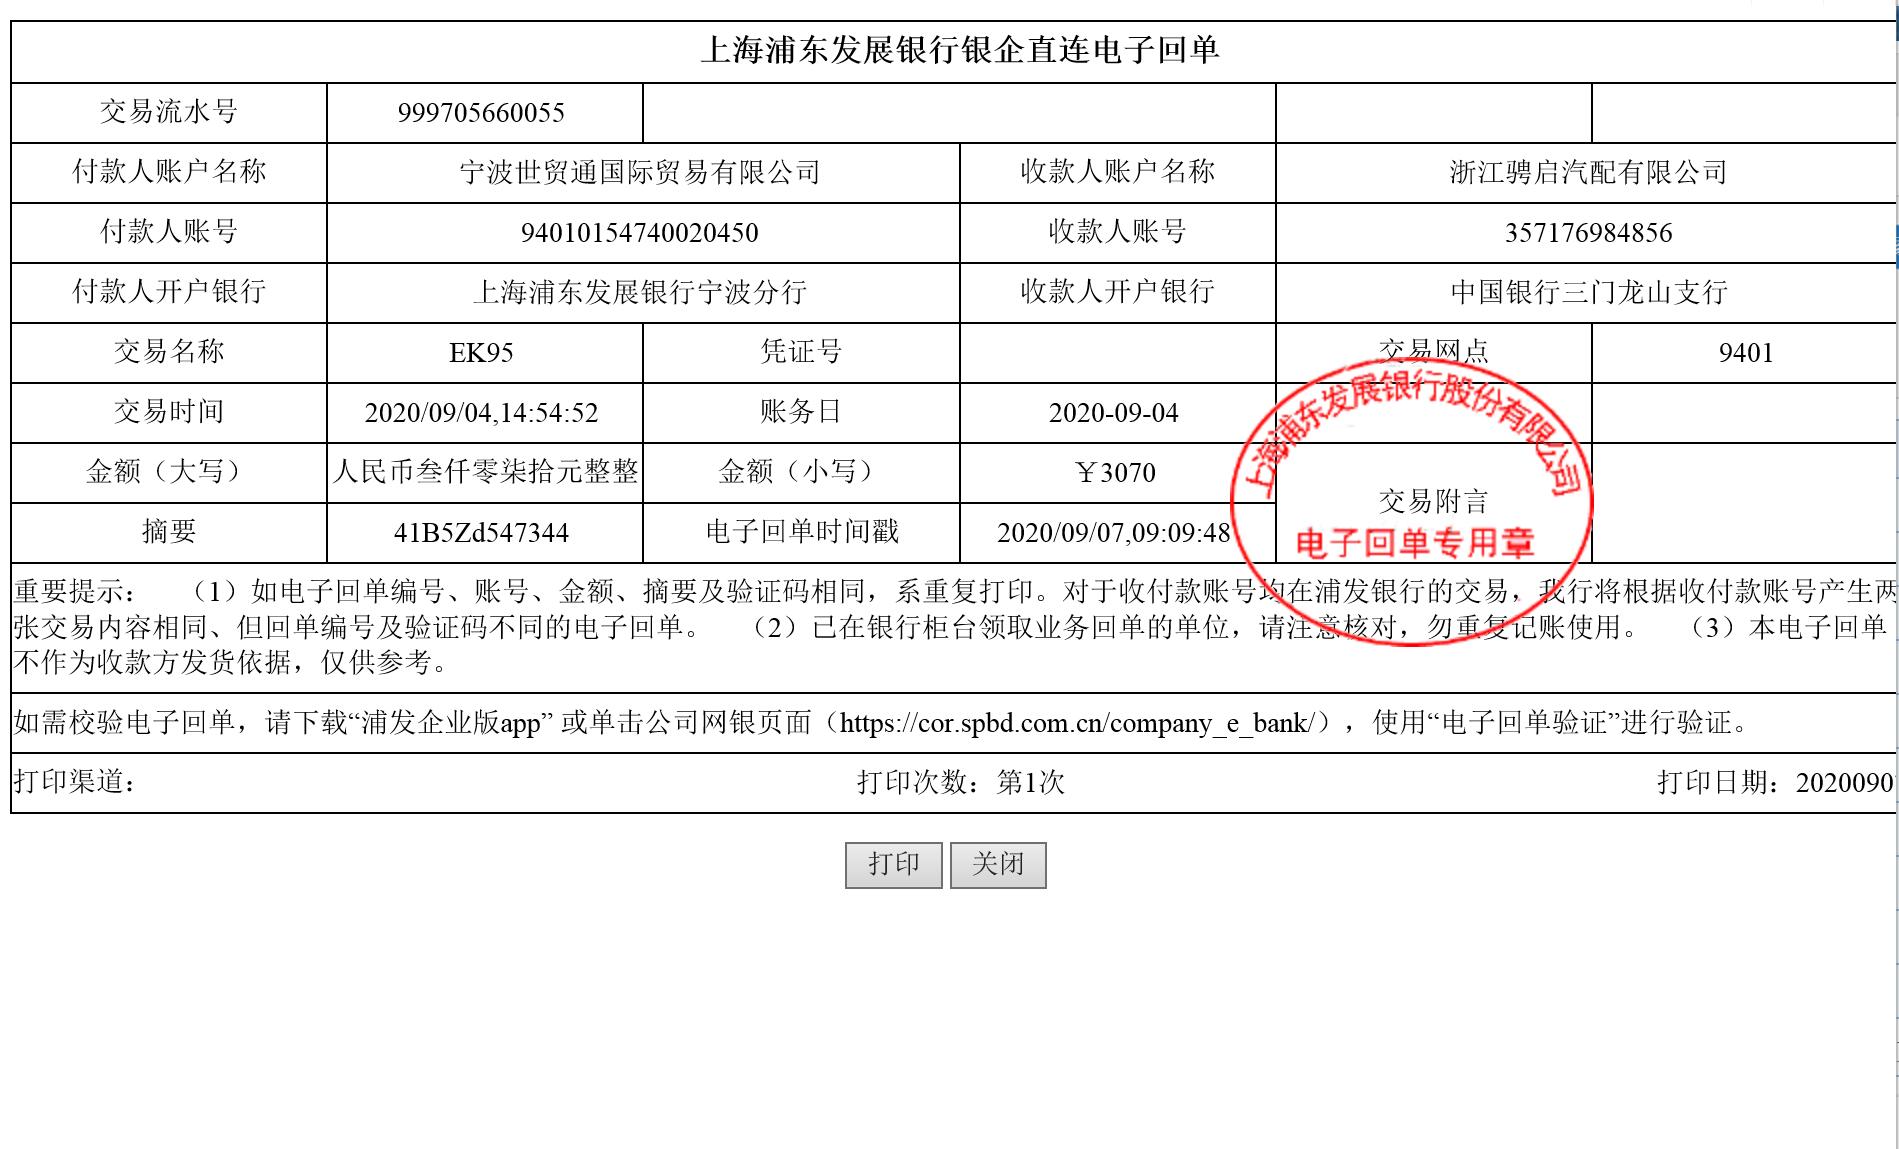 上海浦东发展银行银企直连电子回单
交易流水号 999705660055
付款人账户名称 宁波世贸通国际贸易有限公司 收款人账户名称 浙江骋启汽配有限公司
付款人账号 94010154740020450 收款人账号 357176984856
付款人开户银行 上海浦东发展银行宁波分行 收款人开户银行 中国银行三门龙山支行
交易名称 EK95 凭证号 交易网点 9401
交易时间 2020/09/04,14:54:52 账务日 2020-09-04
金额（大写） 人民币叁仟零柒拾元整整 金额（小写） ￥3070
交易附言
摘要 41B5Zd547344 电子回单时间戳 2020/09/07,09:09:48
上海浦东发展银行股份有限公司
电子回单专用章
重要提示： （1）如电子回单编号、账号、金额、摘要及验证码相同，系重复打印。对于收付款账号均在浦发银行的交易，我行将根据收付款账号产生两
张交易内容相同、但回单编号及验证码不同的电子回单。 （2）已在银行柜台领取业务回单的单位，请注意核对，勿重复记账使用。 （3）本电子回单
不作为收款方发货依据，仅供参考。
如需校验电子回单，请下载“浦发企业版app” 或单击公司网银页面（https://cor.spbd.com.cn/company_e_bank/），使用“电子回单验证”进行验证。
打印渠道： 打印次数：第1次 打印日期：2020090
打印 关闭